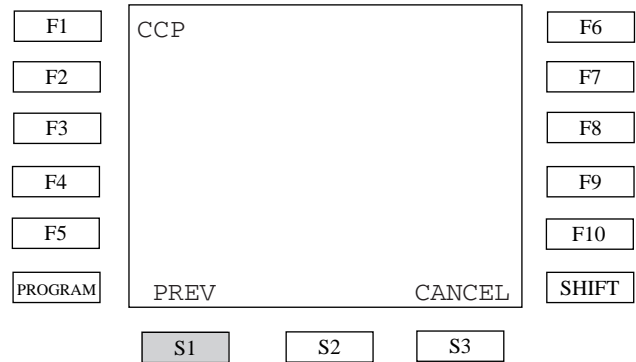 F1
CCP
F6
F2
F7
F3
F8
F4
F9
F5
F10
PROGRAM
PREV
CANCEL
SHIFT
S1
S2
S3